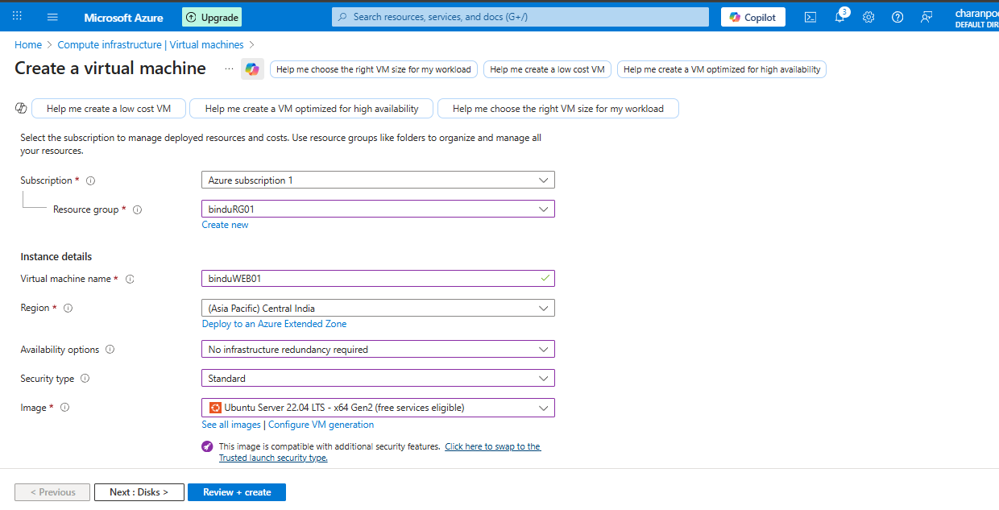 Microsoft Azure
Upgrade
Search resources, services, and docs (G+/)
Copilot
3
charanpo
DEFAULT DIR
Home > Compute infrastructure | Virtual machines >
Create a virtual machine
...
Help me choose the right VM size for my workload
Help me create a low cost VM
Help me create a VM optimized for high availability
Help me create a low cost VM
Help me create a VM optimized for high availability
Help me choose the right VM size for my workload
Select the subscription to manage deployed resources and costs. Use resource groups like folders to organize and manage all
your resources.
Subscription *
Azure subscription 1
Resource group *
binduRG01
Create new
Instance details
Virtual machine name *
binduWEB01
Region *
(Asia Pacific) Central India
Deploy to an Azure Extended Zone
Availability options
No infrastructure redundancy required
Security type
Standard
Image *
Ubuntu Server 22.04 LTS - x64 Gen2 (free services eligible)
See all images | Configure VM generation
This image is compatible with additional security features. Click here to swap to the
Trusted launch security type.
< Previous
Next : Disks >
Review + create